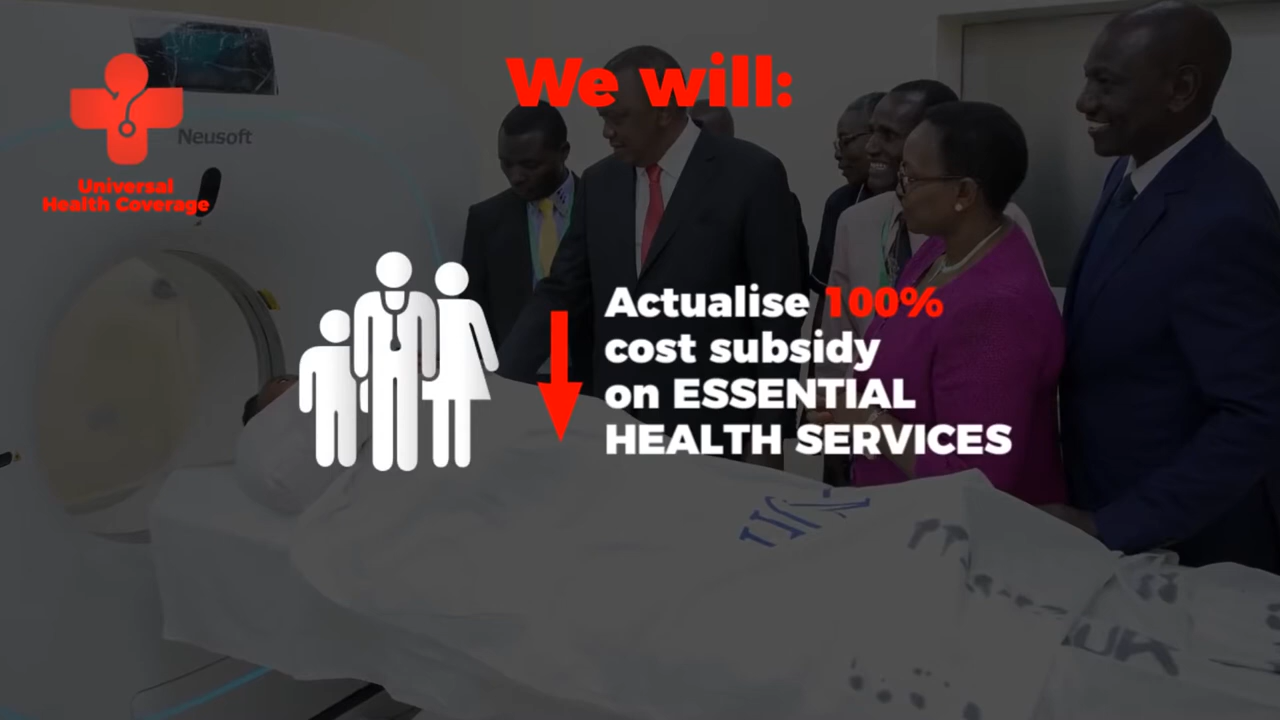 We will:
Neusoft
Universal
Health Coverage
Actualise 100%
cost subsidy
on ESSENTIAL
HEALTH SERVICES